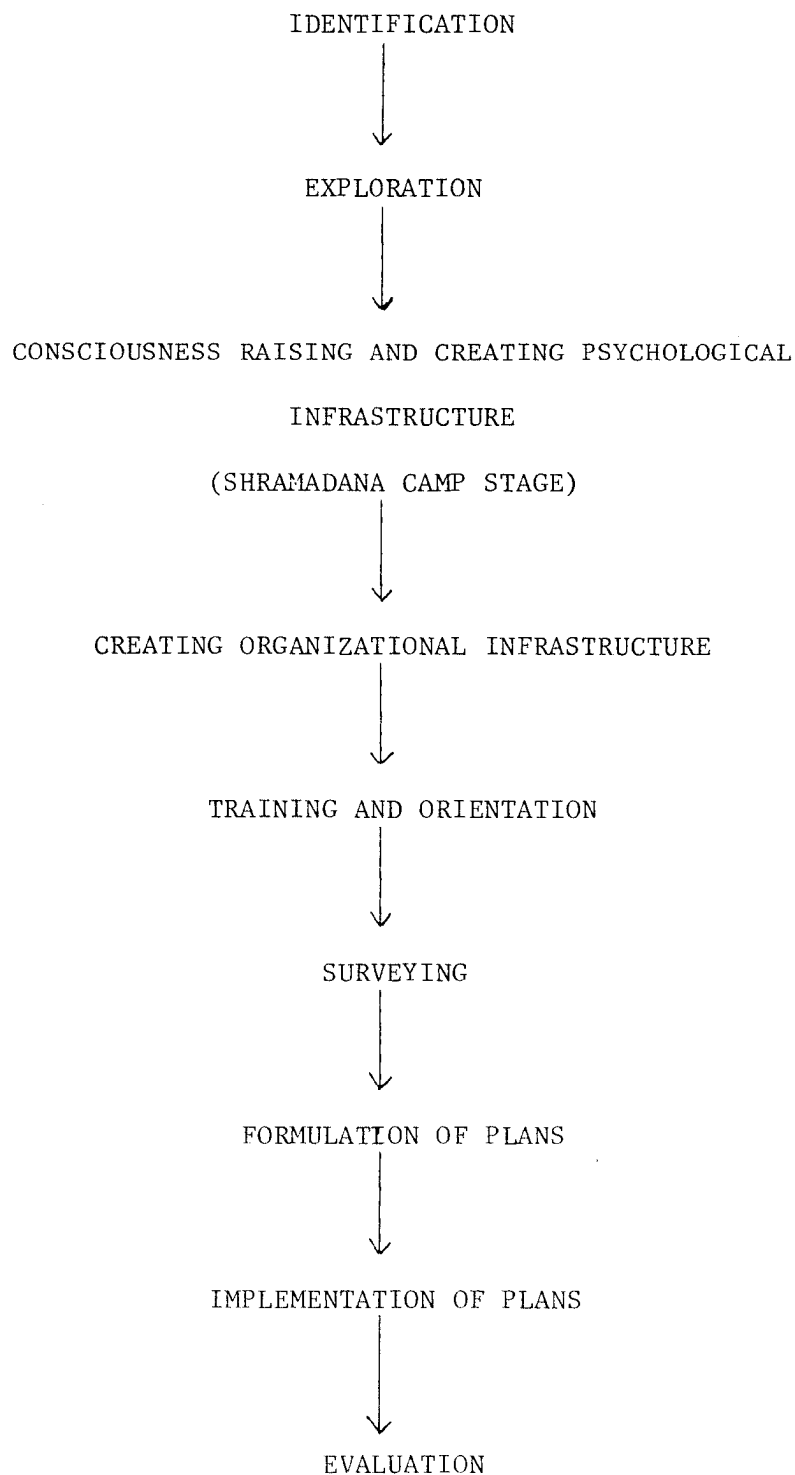 IDENTIFICATION
EXPLORATION
CONSCIOUSNESS RAISING AND CREATING PSYCHOLOGICAL
INFRASTRUCTURE
(SHRAMADANA CAMP STAGE)
CREATING ORGANIZATIONAL INFRASTRUCTURE
TRAINING AND ORIENTATION
SURVEYING
FORMULATION OF PLANS
IMPLEMENTATION OF PLANS
EVALUATION